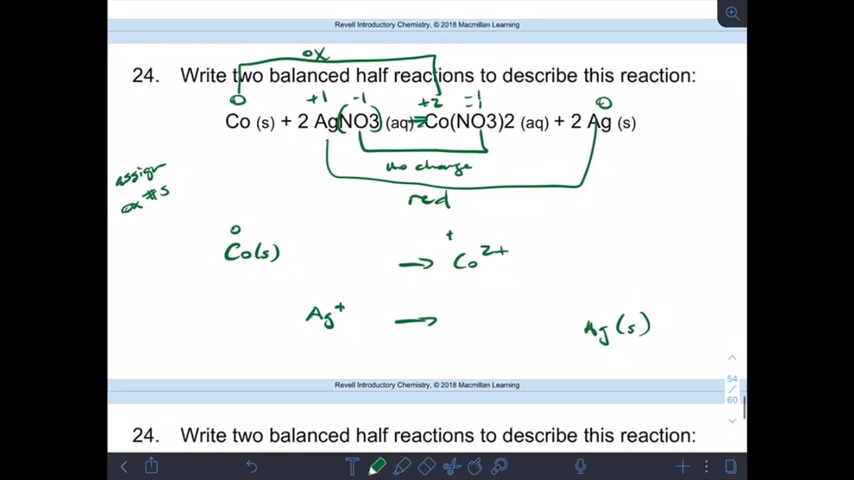 Revell Introductory Chemistry, © 2018 Macmillan Learning
ox
24. Write two balanced half reactions to describe this reaction:
0 +1 -1 +2 -1 0
Co (s) + 2 Ag(NO3) (aq) → Co(NO3)2 (aq) + 2 Ag (s)
no change
assign
ox #s
red
0 +
Co(s) → Co2+
Ag+ → Ag(s)
54
/
60
Revell Introductory Chemistry, © 2018 Macmillan Learning
24. Write two balanced half reactions to describe this reaction:
T